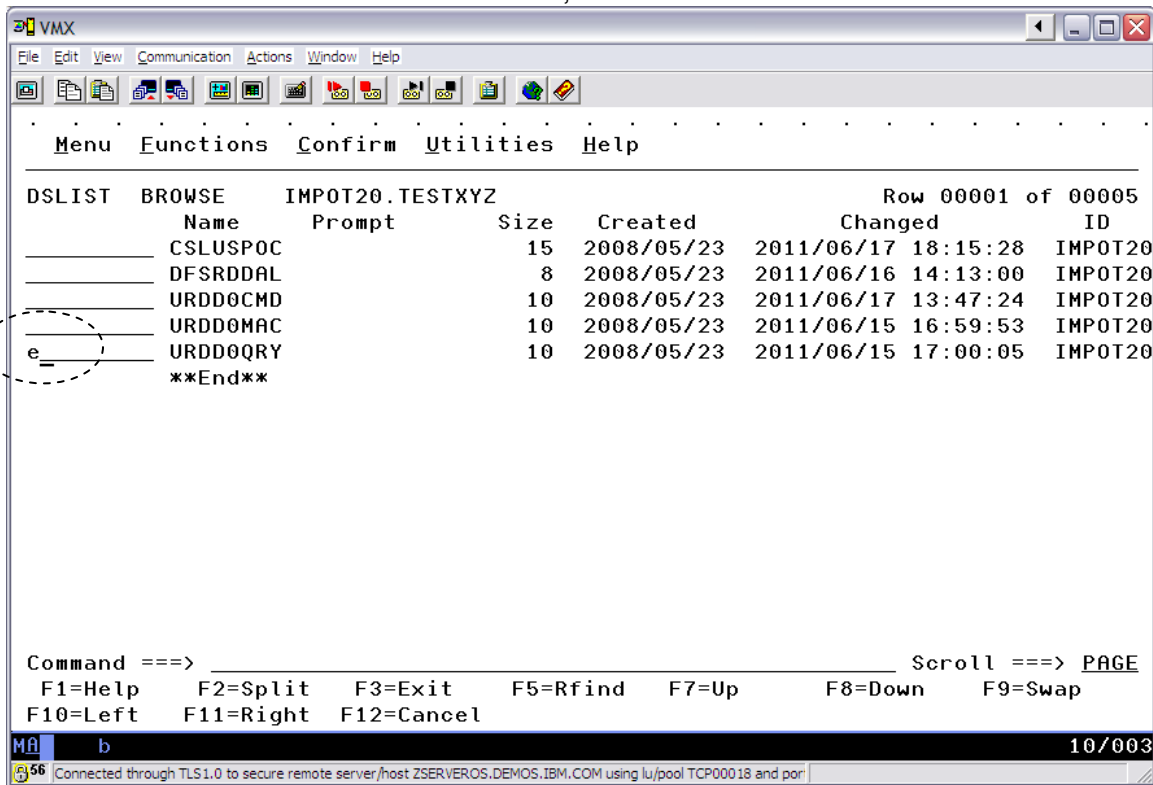 VMX
File Edit View Communication Actions Window Help
. . . . . . . . . . . . . . . . . . . . . . . . . . .
Menu Functions Confirm Utilities Help
DSLIST BROWSE IMPOT20.TESTXYZ Row 00001 of 00005
Name Prompt Size Created Changed ID
_________ CSLUSPOC 15 2008/05/23 2011/06/17 18:15:28 IMPOT20
_________ DFSRDDAL 8 2008/05/23 2011/06/16 14:13:00 IMPOT20
_________ URDD0CMD 10 2008/05/23 2011/06/17 13:47:24 IMPOT20
_________ URDD0MAC 10 2008/05/23 2011/06/15 16:59:53 IMPOT20
e________ URDD0QRY 10 2008/05/23 2011/06/15 17:00:05 IMPOT20
**End**
Command ===> ______________________________________________ Scroll ===> PAGE
F1=Help F2=Split F3=Exit F5=Rfind F7=Up F8=Down F9=Swap
F10=Left F11=Right F12=Cancel
MA b 10/003
56 Connected through TLS1.0 to secure remote server/host ZSERVEROS.DEMOS.IBM.COM using lu/pool TCP00018 and por